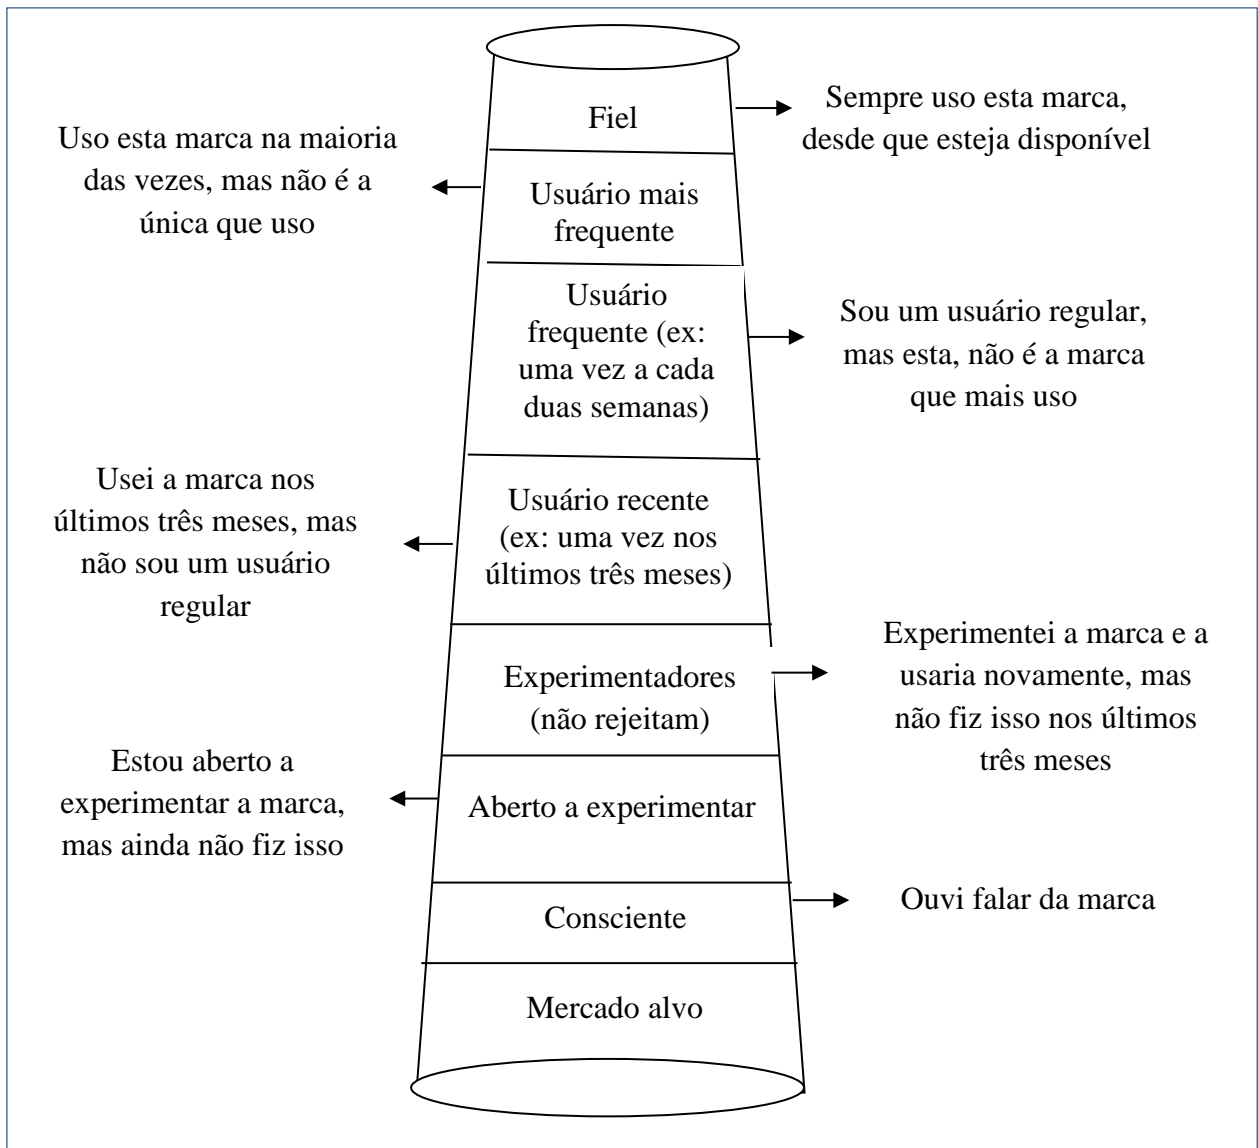 Fiel
Sempre uso esta marca,
desde que esteja disponível
Uso esta marca na maioria
das vezes, mas não é a
única que uso
Usuário mais
frequente
Usuário
frequente (ex:
uma vez a cada
duas semanas)
Sou um usuário regular,
mas esta, não é a marca
que mais uso
Usei a marca nos
últimos três meses, mas
não sou um usuário
regular
Usuário recente
(ex: uma vez nos
últimos três meses)
Experimentadores
(não rejeitam)
Experimentei a marca e a
usaria novamente, mas
não fiz isso nos últimos
três meses
Estou aberto a
experimentar a marca,
mas ainda não fiz isso
Aberto a experimentar
Consciente
Ouvi falar da marca
Mercado alvo